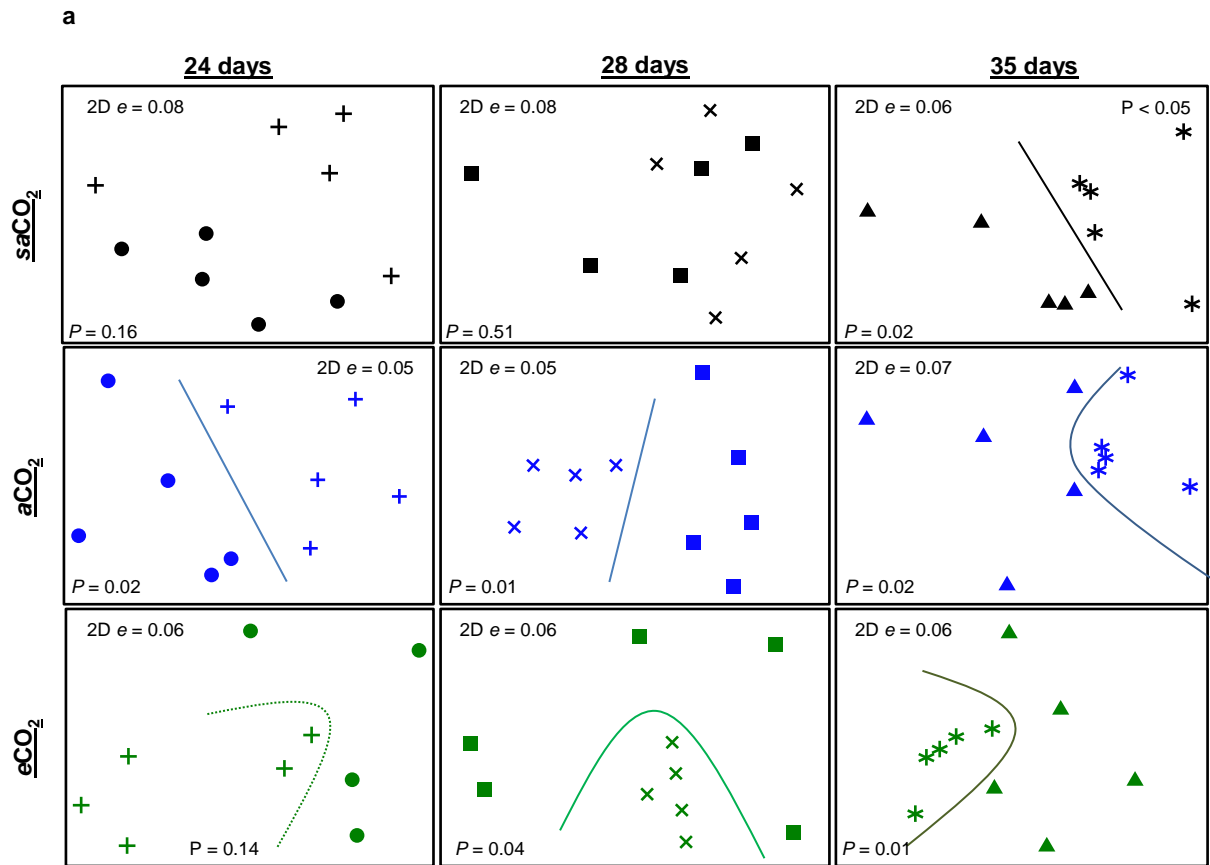 a
24 days
28 days
35 days
saCO2
2D e = 0.08
P = 0.16
2D e = 0.08
P = 0.51
2D e = 0.06
P < 0.05
P = 0.02
aCO2
2D e = 0.05
P = 0.02
2D e = 0.05
P = 0.01
2D e = 0.07
P = 0.02
eCO2
2D e = 0.06
P = 0.14
2D e = 0.06
P = 0.04
2D e = 0.06
P = 0.01